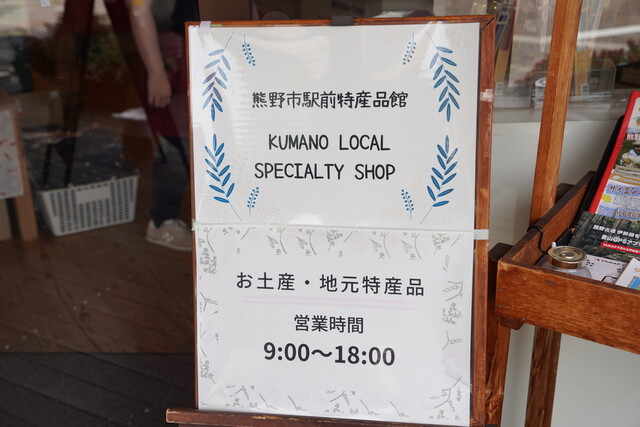 熊野市駅前特産品館
KUMANO LOCAL
SPECIALTY SHOP
お土産・地元特産品
営業時間
9:00～18:00